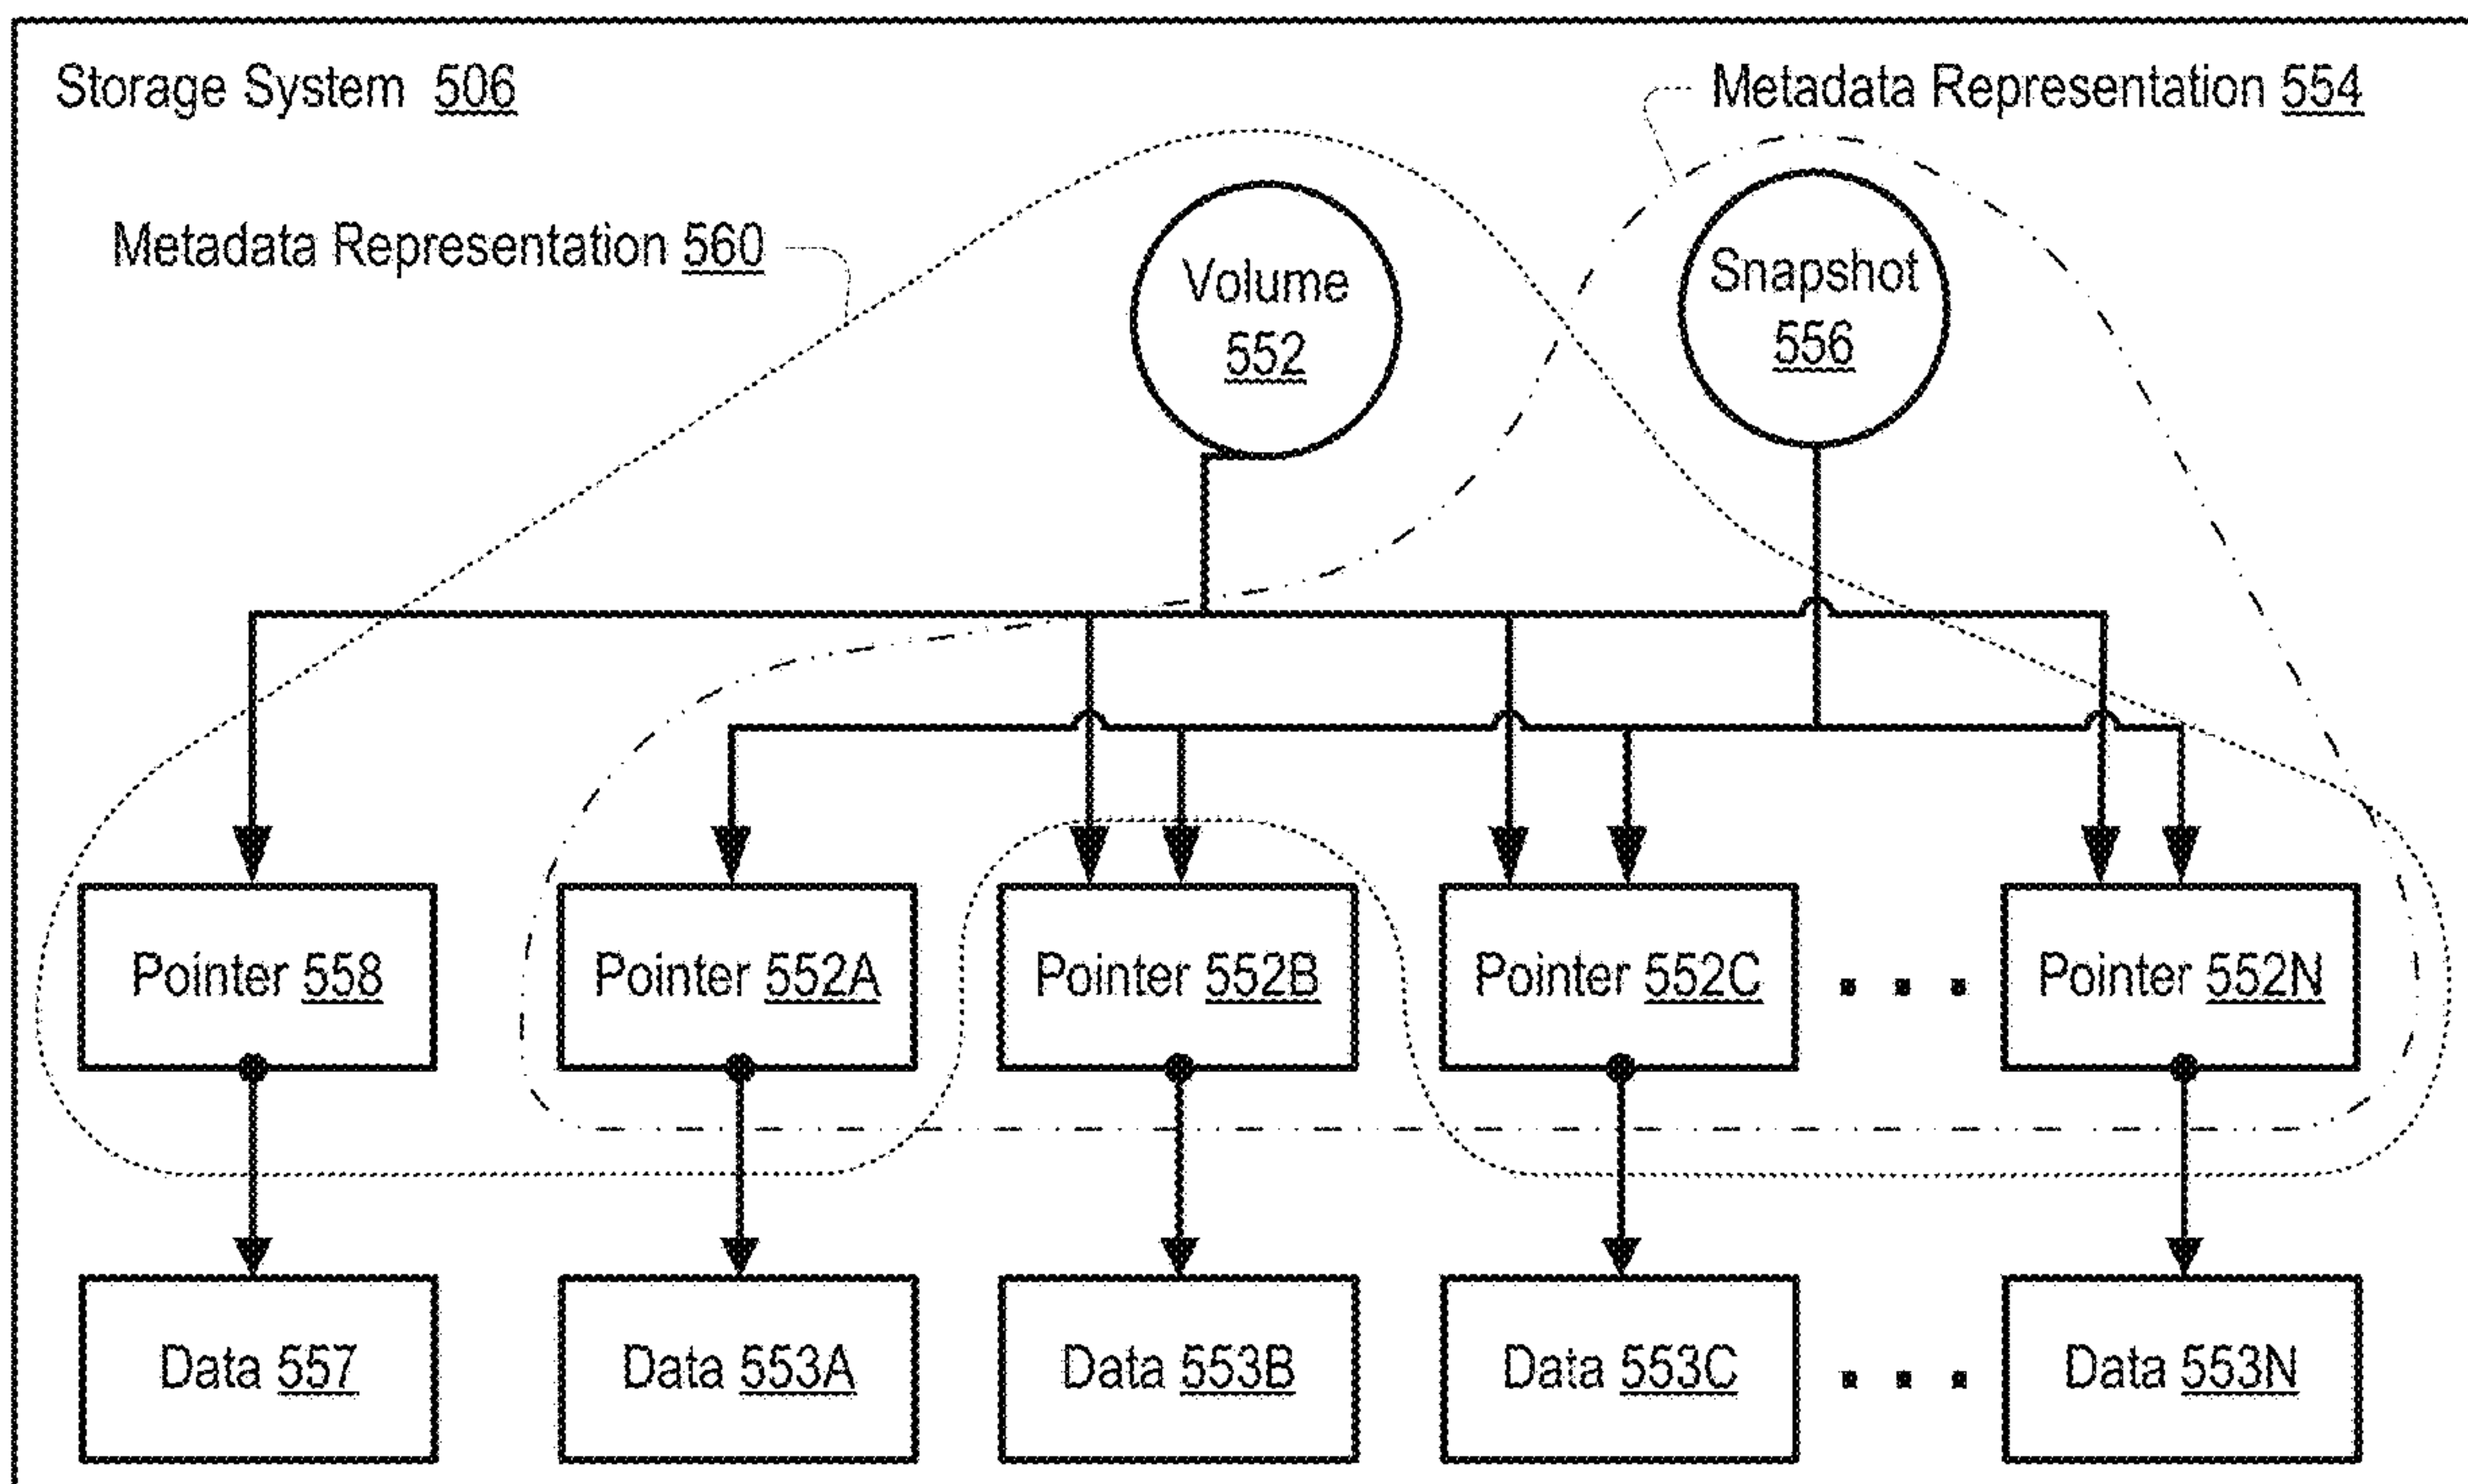 Storage System 506
Metadata Representation 554
Metadata Representation 560
Volume
552
Snapshot
556
Pointer 558
Pointer 552A
Pointer 552B
Pointer 552C
. . .
Pointer 552N
Data 557
Data 553A
Data 553B
Data 553C
. . .
Data 553N